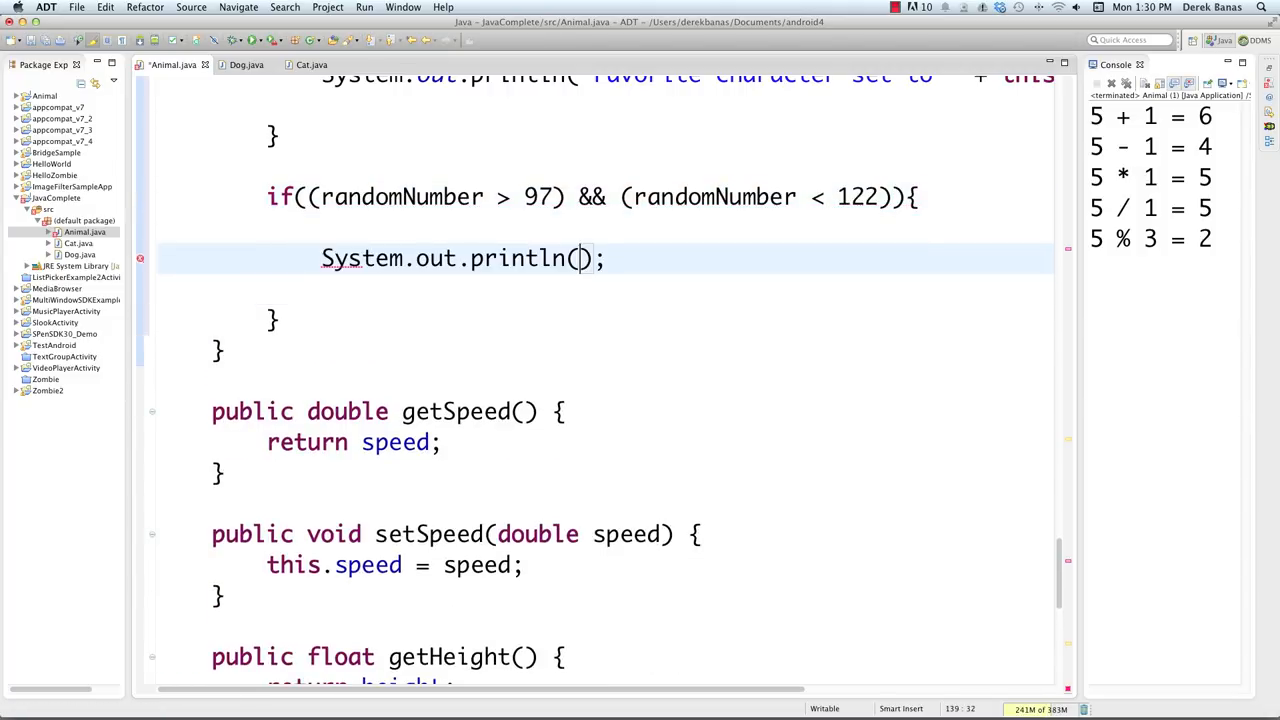 ADT File Edit Refactor Source Navigate Search Project Run Window Help 10 Mon 1:30 PM Derek Banas
Java - JavaComplete/src/Animal.java - ADT - /Users/derekbanas/Documents/android4
Quick Access Java DDMS
Package Exp *Animal.java Dog.java Cat.java Console
Animal
appcompat_v7
appcompat_v7_2
appcompat_v7_3
appcompat_v7_4
BridgeSample
HelloWorld
HelloZombie
ImageFilterSampleApp
JavaComplete
src
(default package)
Animal.java
Cat.java
Dog.java
JRE System Library [Ja
ListPickerExample2Activi
MediaBrowser
MultiWindowSDKExample
MusicPlayerActivity
SlookActivity
SPenSDK30_Demo
TestAndroid
TextGroupActivity
VideoPlayerActivity
Zombie
Zombie2
System.out.println("Favorite Character set to " + this
}
if((randomNumber > 97) && (randomNumber < 122)){
System.out.println();
}
}
public double getSpeed() {
return speed;
}
public void setSpeed(double speed) {
this.speed = speed;
}
public float getHeight() {
return height;
<terminated> Animal (1) [Java Application] /S
5 + 1 = 6
5 - 1 = 4
5 * 1 = 5
5 / 1 = 5
5 % 3 = 2
Writable Smart Insert 139 : 32 241M of 383M